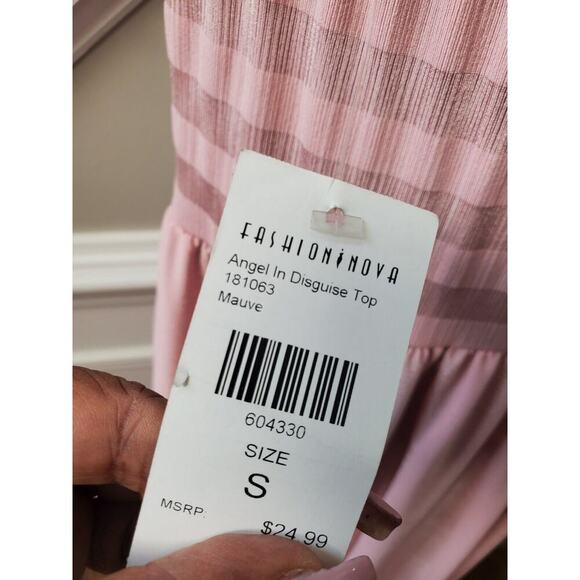 FASHION NOVA
Angel In Disguise Top
181063
Mauve
604330
SIZE
S
MSRP: $24.99